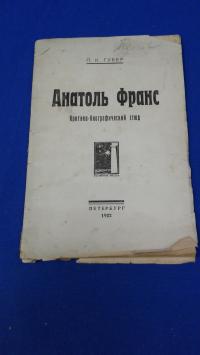 П. К. ГУБЕР
Анатоль Франс
Критико-биографический этюд
ПЕТЕРБУРГ
1922